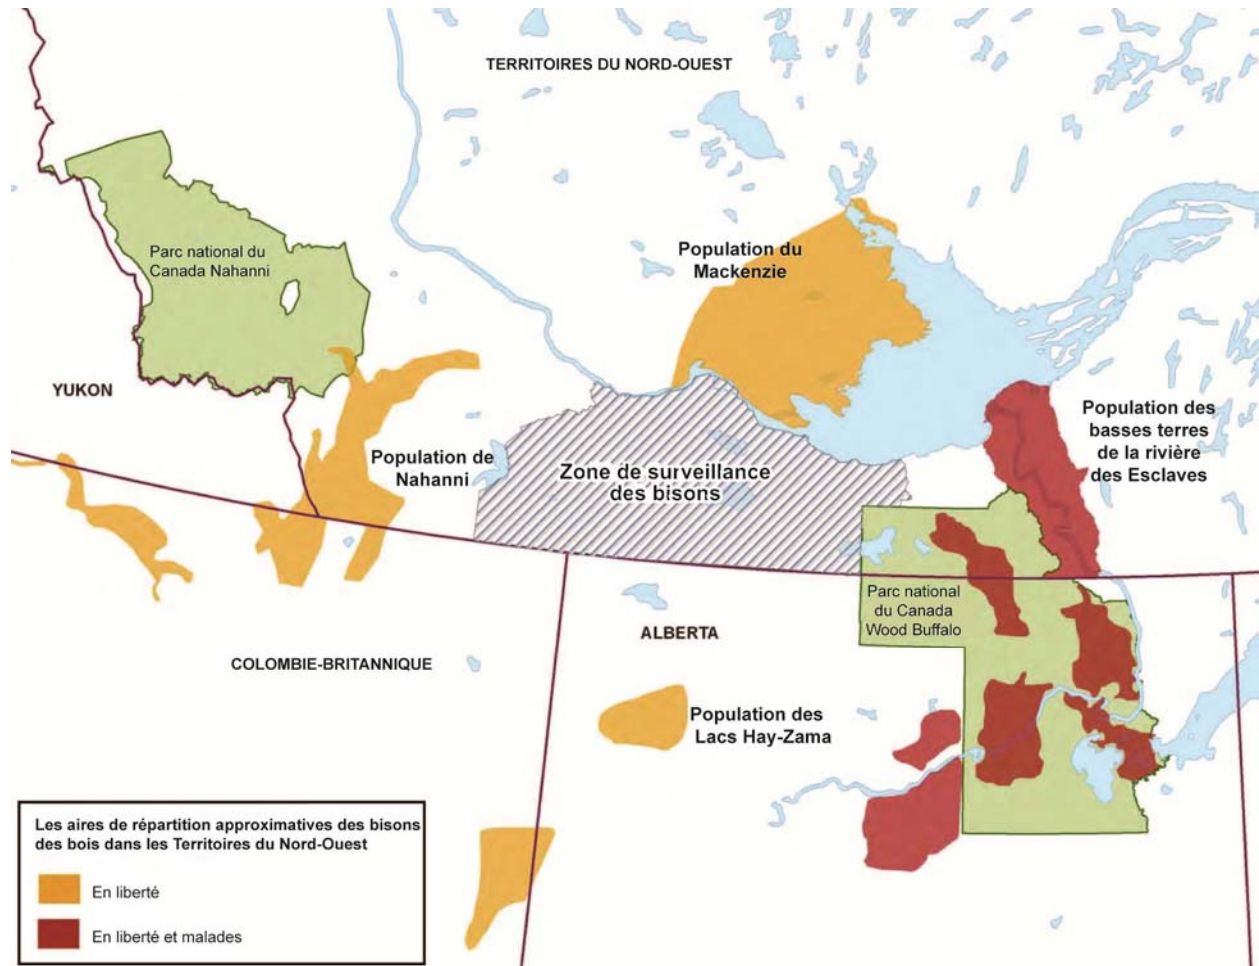 TERRITOIRES DU NORD-OUEST
Parc national du
Canada Nahanni
Population du
Mackenzie
YUKON
Population de
Nahanni
Zone de surveillance
des bisons
Population des
basses terres
de la rivière
des Esclaves
Parc national
du Canada
Wood Buffalo
ALBERTA
COLOMBIE-BRITANNIQUE
Population des
Lacs Hay-Zama
Les aires de répartition approximatives des bisons
des bois dans les Territoires du Nord-Ouest
En liberté
En liberté et malades